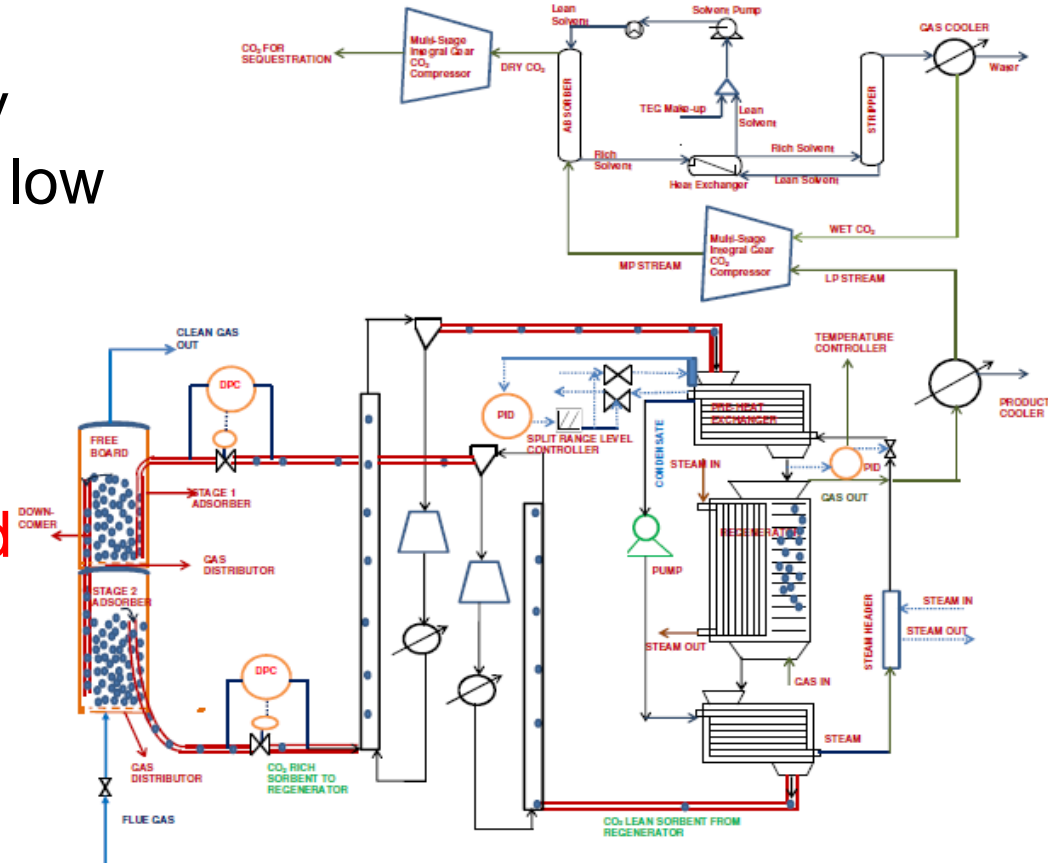 y
low
d
CO₂ FOR
SEQUESTRATION
Multi-Stage
Integral Gear
CO₂
Compressor
DRY CO₂
Lean
Solvent
Solvent Pump
ABSORBER
TEG Make-up
Lean
Solvent
Rich
Solvent
Heat Exchanger
Rich Solvent
Lean Solvent
STRIPPER
GAS COOLER
Water
WET CO₂
Multi-Stage
Integral Gear
CO₂
Compressor
MP STREAM
LP STREAM
CLEAN GAS
OUT
DPC
FREE
BOARD
STAGE 1
ADSORBER
DOWN-
COMER
GAS
DISTRIBUTOR
STAGE 2
ADSORBER
DPC
GAS
DISTRIBUTOR
CO₂ RICH
SORBENT TO
REGENERATOR
FLUE GAS
TEMPERATURE
CONTROLLER
PRODUCT
COOLER
PID
SPLIT RANGE LEVEL
CONTROLLER
PRE-HEAT
EXCHANGER
CONDENSATE
STEAM IN
PID
GAS OUT
REGENERATOR
PUMP
STEAM OUT
GAS IN
STEAM HEADER
STEAM IN
STEAM OUT
STEAM
CO₂ LEAN SORBENT FROM
REGENERATOR